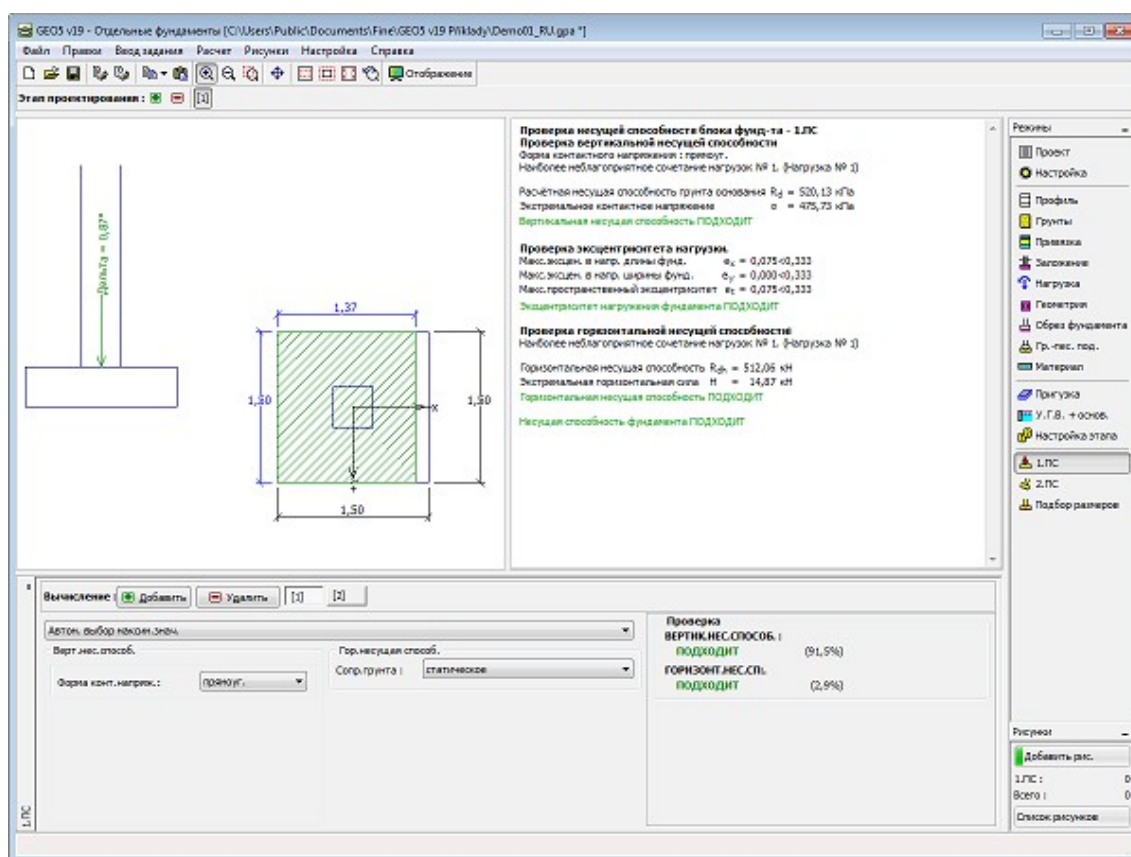 GEO5 v19 - Отдельные фундаменты [C:\Users\Public\Documents\Fine\GEO5 v19 Příklady\Demo01_RU.gpa *]
Файл Правки Ввод задания Расчет Рисунки Настройка Справка
Отображение
Этап проектирования : [1]
Дельта = 0,87°
1,37
1,50
1,50
x
+
1,50
Проверка несущей способности блока фунд-та - 1.ПС
Проверка вертикальной несущей способности
Форма контактного напряжения : прямоуг.
Наиболее неблагоприятное сочетание нагрузок № 1. (Нагрузка № 1)
Расчётная несущая способность грунта основания Rd = 520,13 кПа
Экстремальное контактное напряжение σ = 475,73 кПа
Вертикальная несущая способность ПОДХОДИТ
Проверка эксцентриситета нагрузки.
Макс.эксцен. в напр. длины фунд. ex = 0,075<0,333
Макс.эксцен. в напр. ширины фунд. ey = 0,000<0,333
Макс.пространственный эксцентриситет et = 0,075<0,333
Эксцентриситет нагружения фундамента ПОДХОДИТ
Проверка горизонтальной несущей способности
Наиболее неблагоприятное сочетание нагрузок № 1. (Нагрузка № 1)
Горизонтальная несущая способность Rdh = 512,06 кН
Экстремальная горизонтальная сила H = 14,87 кН
Горизонтальная несущая способность ПОДХОДИТ
Несущая способность фундамента ПОДХОДИТ
Режимы
Проект
Настройка
Профиль
Грунты
Привязка
Заложение
Нагрузка
Геометрия
Обрез фундамента
Гр.-пес. под.
Материал
Пригузка
У.Г.В. + основ.
Настройка этапа
1.ПС
2.ПС
Подбор размеров
Вычисление : Добавить Удалить [1] [2]
Автом. выбор наком.знач.
Верт.нес.способ.
Форма конт.напряж.: прямоуг.
Гор.несущая способ.
Сопр.грунта : статическое
Проверка
ВЕРТИК.НЕС.СПОСОБ. :
ПОДХОДИТ (91,5%)
ГОРИЗОНТ.НЕС.СП:.
ПОДХОДИТ (2,9%)
1.ПС
Рисунки
Добавить рис.
1.ПС : 0
Всего : 0
Список рисунков